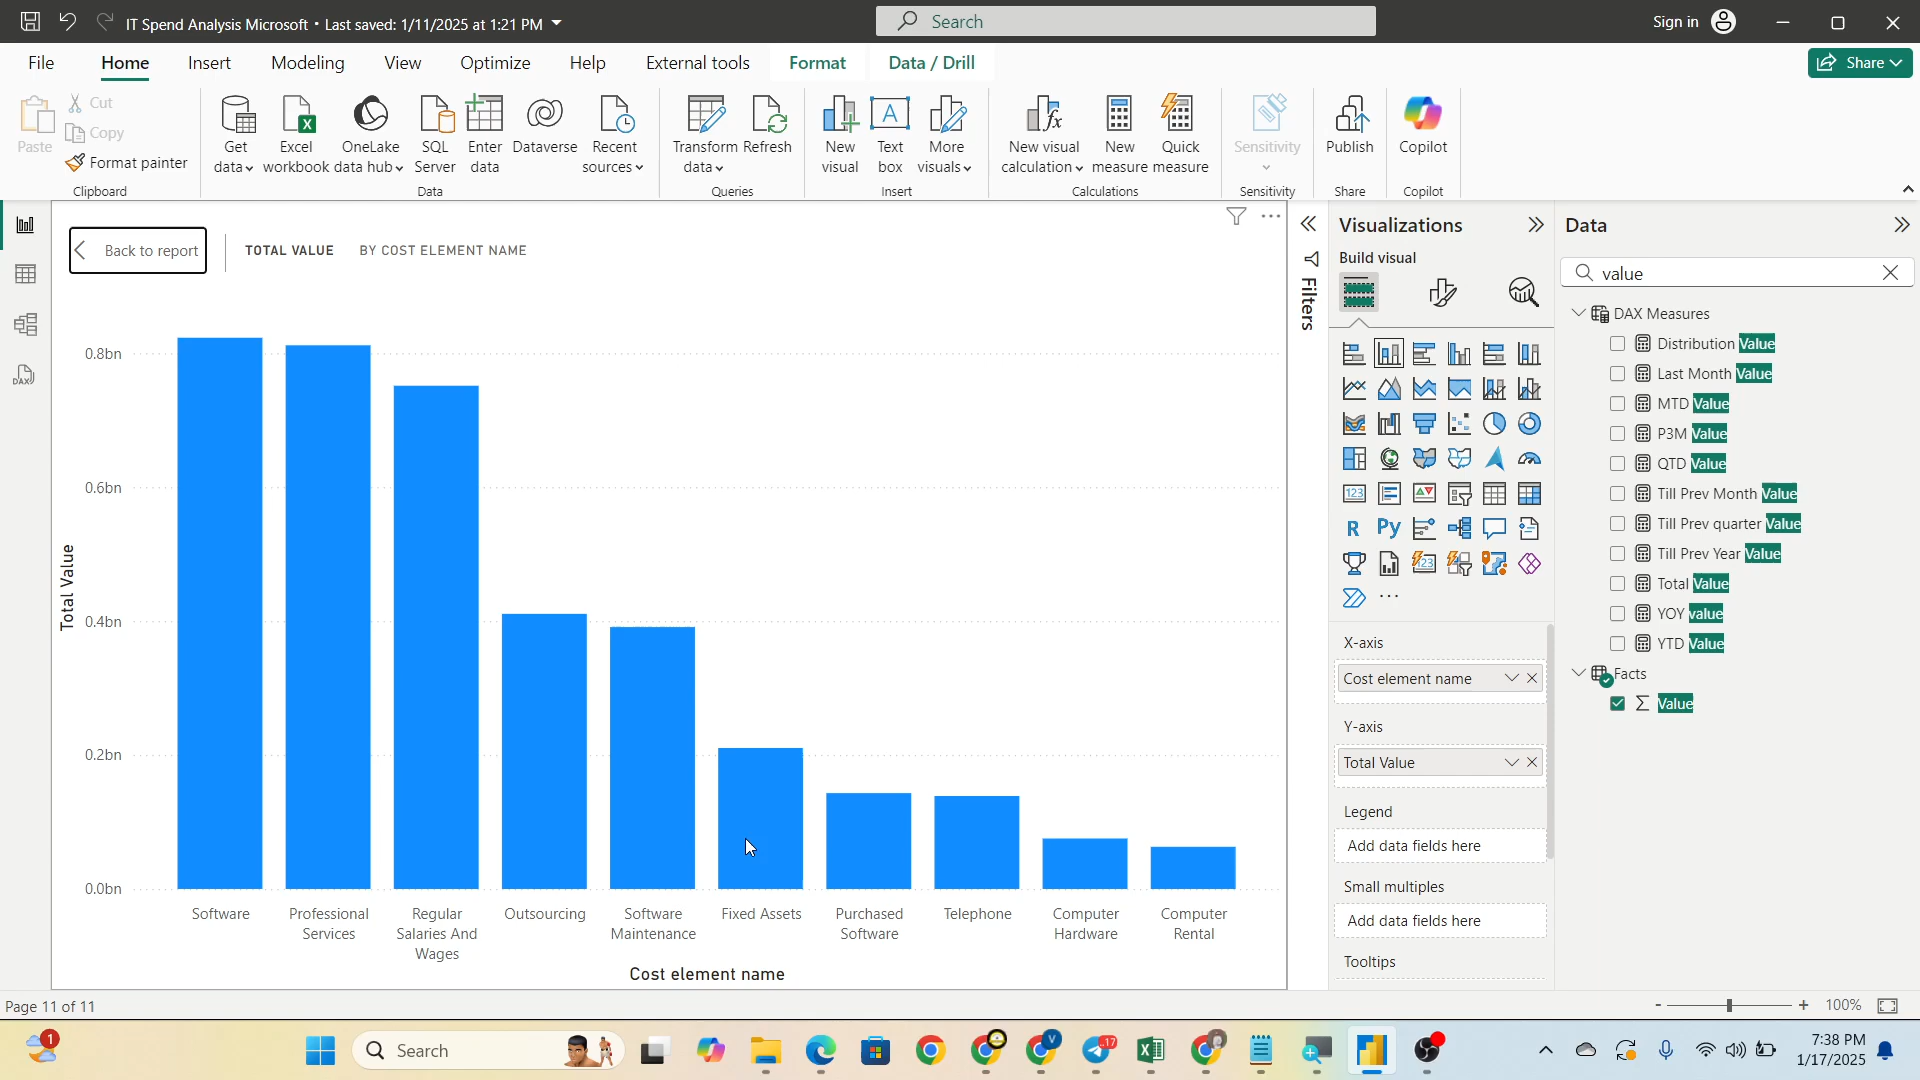 IT Spend Analysis Microsoft • Last saved: 1/11/2025 at 1:21 PM
Search
Sign in
File
Home
Insert
Modeling
View
Optimize
Help
External tools
Format
Data / Drill
Share
Paste
Cut
Copy
Format painter
Clipboard
Get data
Excel workbook
OneLake data hub
SQL Server
Enter data
Dataverse
Recent sources
Data
Transform data
Refresh
Queries
New visual
Text box
More visuals
Insert
New visual calculation
New measure
Quick measure
Calculations
Sensitivity
Sensitivity
Publish
Share
Copilot
Copilot
Back to report
TOTAL VALUE
BY COST ELEMENT NAME
Total Value
0.8bn
0.6bn
0.4bn
0.2bn
0.0bn
Software
Professional Services
Regular Salaries And Wages
Outsourcing
Software Maintenance
Fixed Assets
Purchased Software
Telephone
Computer Hardware
Computer Rental
Cost element name
Filters
Visualizations
Build visual
123
R
Py
123
X-axis
Cost element name
Y-axis
Total Value
Legend
Add data fields here
Small multiples
Add data fields here
Tooltips
Data
value
DAX Measures
Distribution Value
Last Month Value
MTD Value
P3M Value
QTD Value
Till Prev Month Value
Till Prev quarter Value
Till Prev Year Value
Total Value
YOY value
YTD Value
Facts
Value
DAX
Page 11 of 11
100%
1
Search
V
17
7:38 PM
1/17/2025